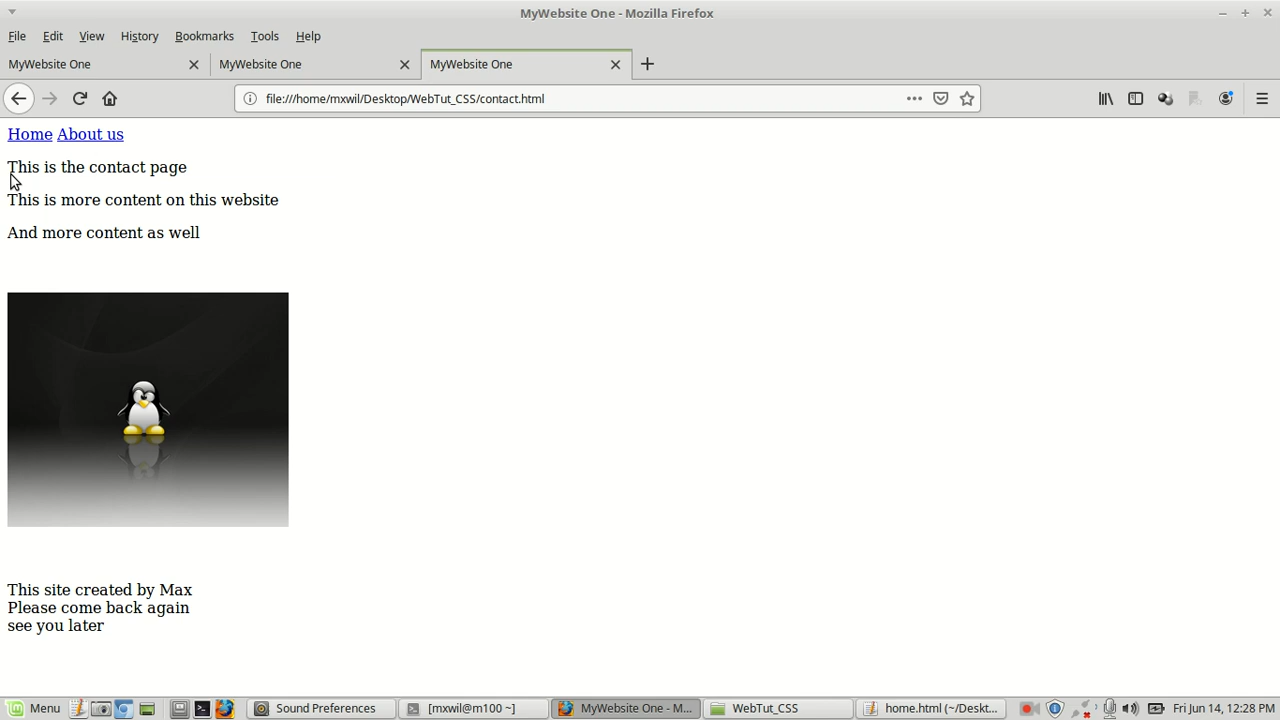 MyWebsite One - Mozilla Firefox
File Edit View History Bookmarks Tools Help
MyWebsite One MyWebsite One MyWebsite One
file:///home/mxwil/Desktop/WebTut_CSS/contact.html
Home About us
This is the contact page
This is more content on this website
And more content as well
This site created by Max
Please come back again
see you later
Menu Sound Preferences [mxwil@m100 ~] MyWebsite One - M... WebTut_CSS home.html (~/Deskt... Fri Jun 14, 12:28 PM